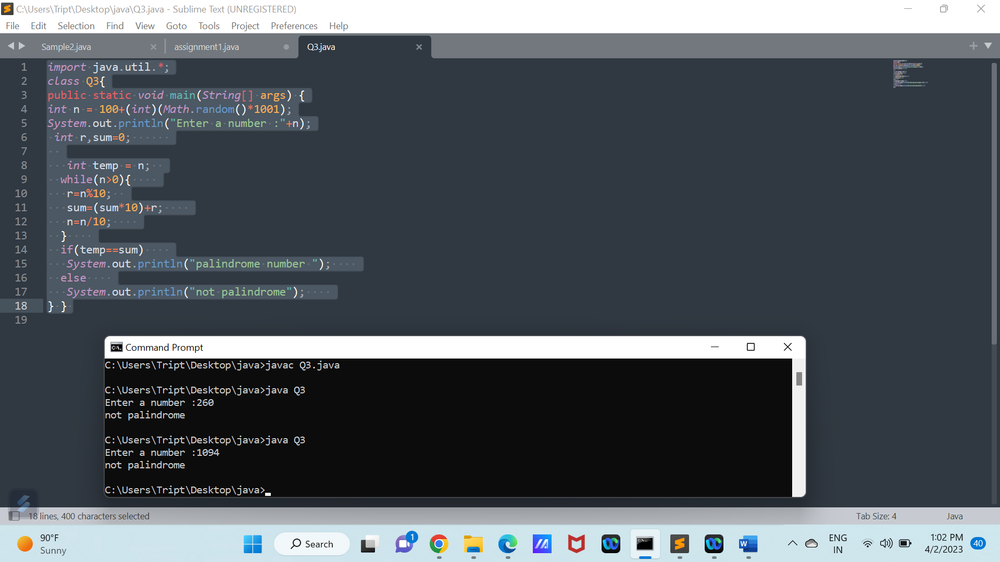 C:\Users\Tript\Desktop\java\Q3.java - Sublime Text (UNREGISTERED)
File Edit Selection Find View Goto Tools Project Preferences Help
Sample2.java assignment1.java Q3.java
1 import java.util.*;
2 class Q3{
3 public static void main(String[] args) {
4 int n = 100+(int)(Math.random()*1001);
5 System.out.println("Enter a number :"+n);
6 int r,sum=0;
7
8 int temp = n;
9 while(n>0){
10 r=n%10;
11 sum=(sum*10)+r;
12 n=n/10;
13 }
14 if(temp==sum)
15 System.out.println("palindrome number ");
16 else
17 System.out.println("not palindrome");
18 } }
19
Command Prompt
C:\Users\Tript\Desktop\java>javac Q3.java
C:\Users\Tript\Desktop\java>java Q3
Enter a number :260
not palindrome
C:\Users\Tript\Desktop\java>java Q3
Enter a number :1094
not palindrome
C:\Users\Tript\Desktop\java>
18 lines, 400 characters selected Tab Size: 4 Java
90°F
Sunny
Search
1
ENG
IN
1:02 PM
4/2/2023
40